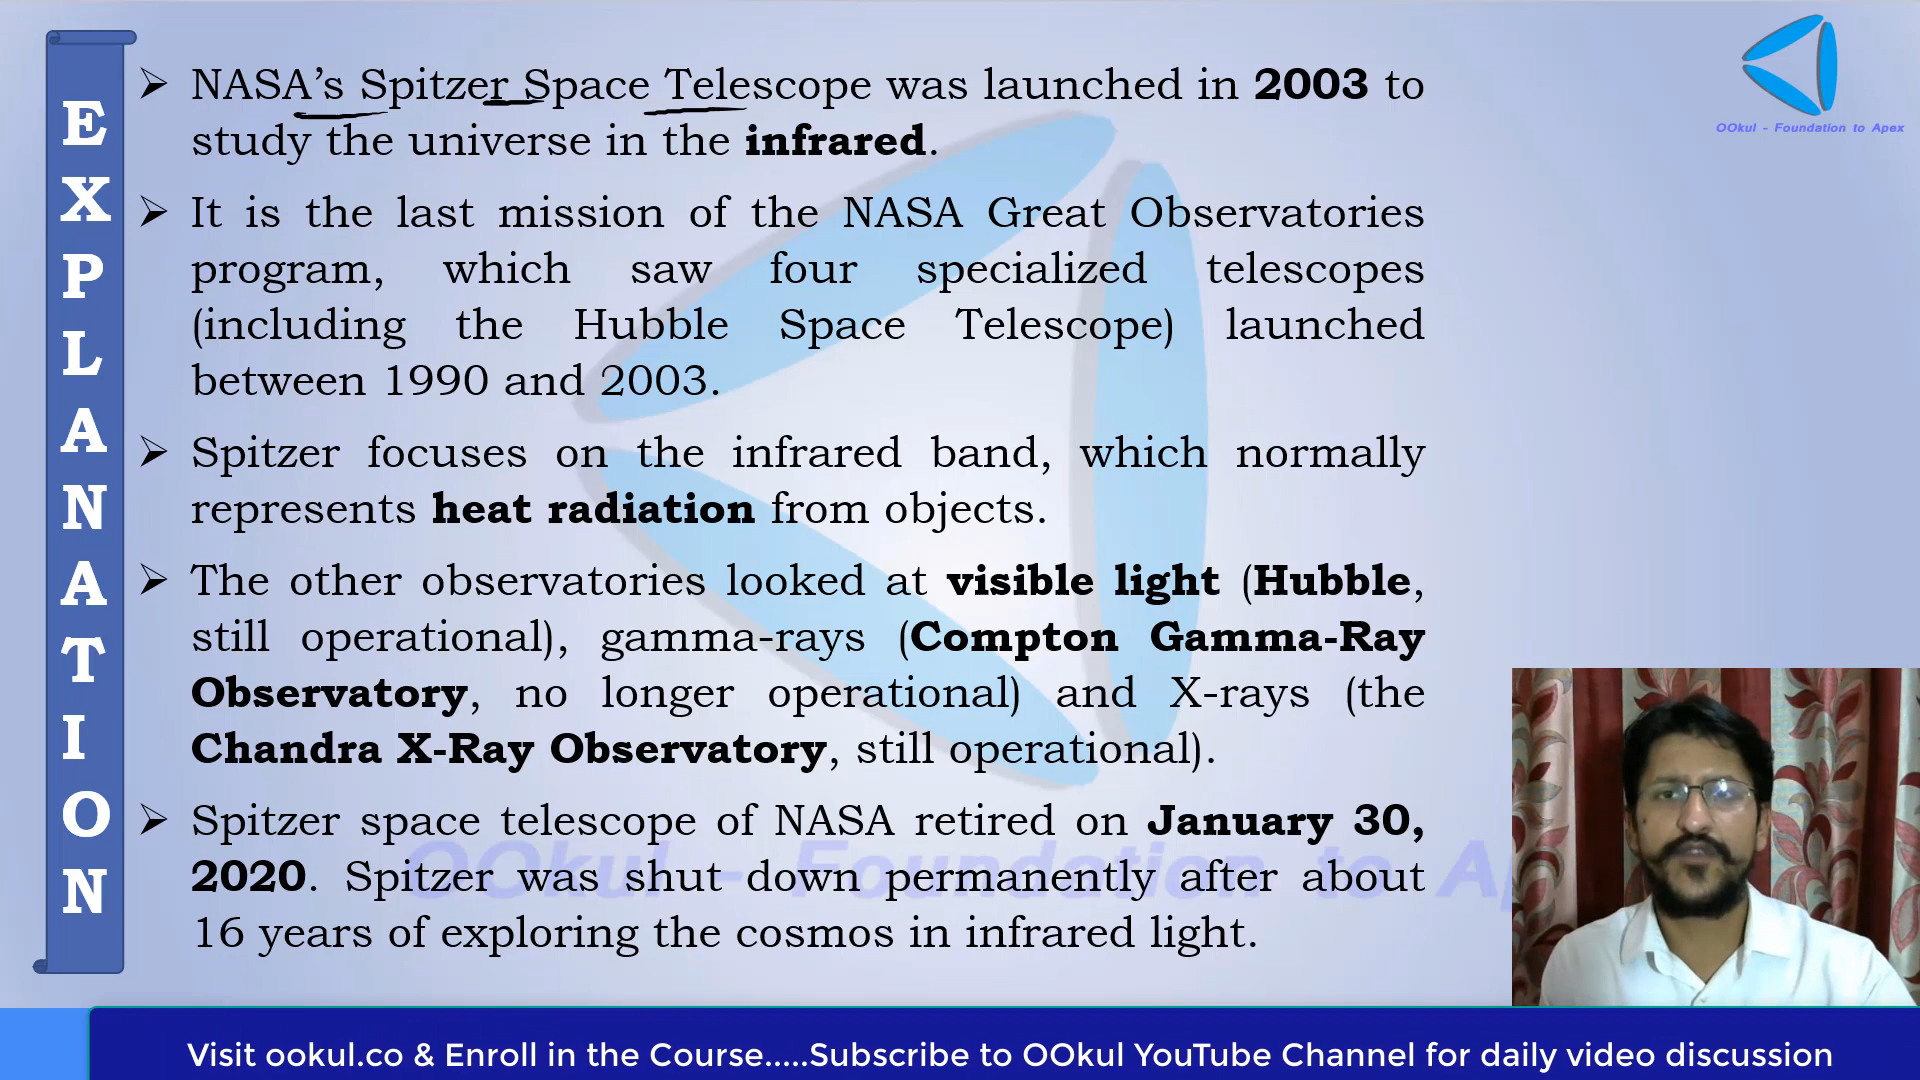 E
X
P
L
A
N
A
T
I
O
N
➢ NASA's Spitzer Space Telescope was launched in 2003 to
study the universe in the infrared.
➢ It is the last mission of the NASA Great Observatories
program, which saw four specialized telescopes
(including the Hubble Space Telescope) launched
between 1990 and 2003.
➢ Spitzer focuses on the infrared band, which normally
represents heat radiation from objects.
➢ The other observatories looked at visible light (Hubble,
still operational), gamma-rays (Compton Gamma-Ray
Observatory, no longer operational) and X-rays (the
Chandra X-Ray Observatory, still operational).
➢ Spitzer space telescope of NASA retired on January 30,
2020. Spitzer was shut down permanently after about
16 years of exploring the cosmos in infrared light.
OOkul - Foundation to Apex
OOkul - Foundation to Ap
Visit ookul.co & Enroll in the Course.....Subscribe to OOkul YouTube Channel for daily video discussion